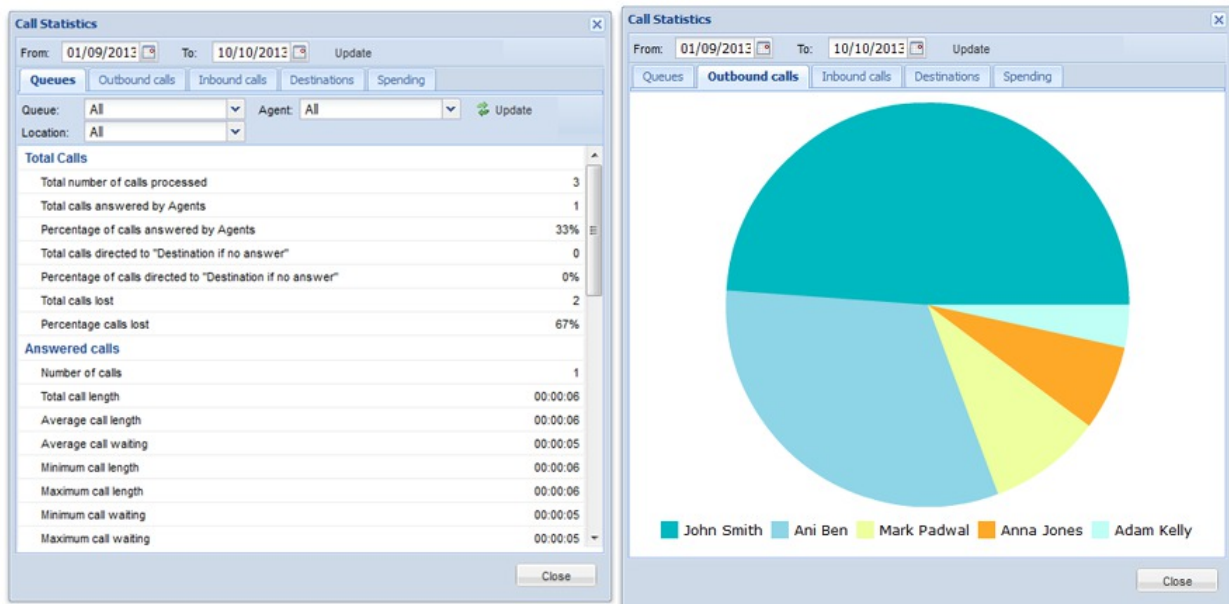 Call Statistics
From: 01/09/2013 To: 10/10/2013 Update
Queues Outbound calls Inbound calls Destinations Spending
Queue: All Agent: All Update
Location: All
Total Calls
Total number of calls processed 3
Total calls answered by Agents 1
Percentage of calls answered by Agents 33%
Total calls directed to "Destination if no answer" 0
Percentage of calls directed to "Destination if no answer" 0%
Total calls lost 2
Percentage calls lost 67%
Answered calls
Number of calls 1
Total call length 00:00:06
Average call length 00:00:06
Average call waiting 00:00:05
Minimum call length 00:00:06
Maximum call length 00:00:06
Minimum call waiting 00:00:05
Maximum call waiting 00:00:05
Close
Call Statistics
From: 01/09/2013 To: 10/10/2013 Update
Queues Outbound calls Inbound calls Destinations Spending
John Smith Ani Ben Mark Padwal Anna Jones Adam Kelly
Close